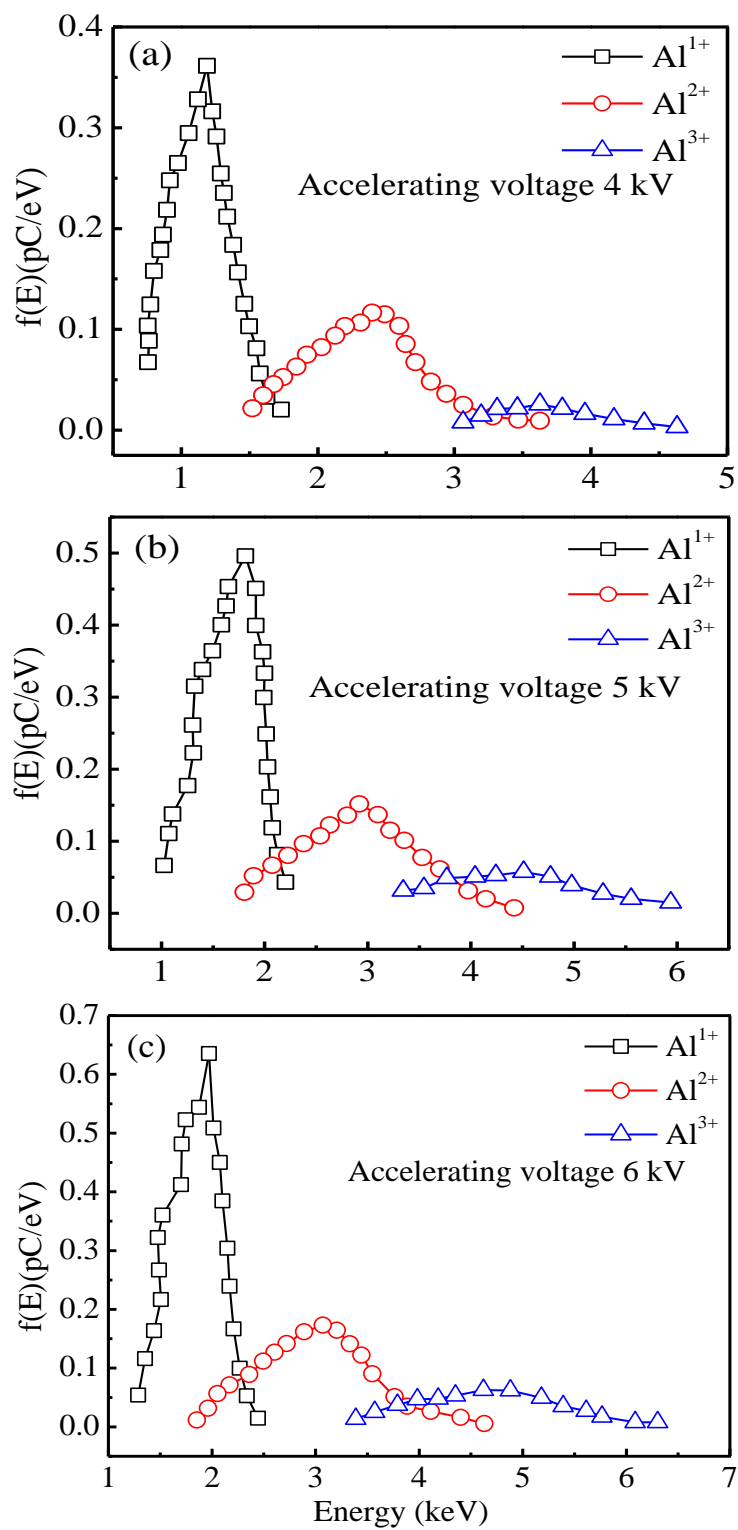 0.4
(a)
Al¹⁺
Al²⁺
Al³⁺
0.3
Accelerating voltage 4 kV
0.2
0.1
0.0
f(E)(pC/eV)
1 2 3 4 5
(b)
Al¹⁺
0.5
Al²⁺
0.4
Al³⁺
Accelerating voltage 5 kV
0.3
0.2
0.1
0.0
f(E)(pC/eV)
1 2 3 4 5 6
0.7
(c)
Al¹⁺
0.6
Al²⁺
0.5
Al³⁺
Accelerating voltage 6 kV
0.4
0.3
0.2
0.1
0.0
f(E)(pC/eV)
1 2 3 4 5 6 7
Energy (keV)